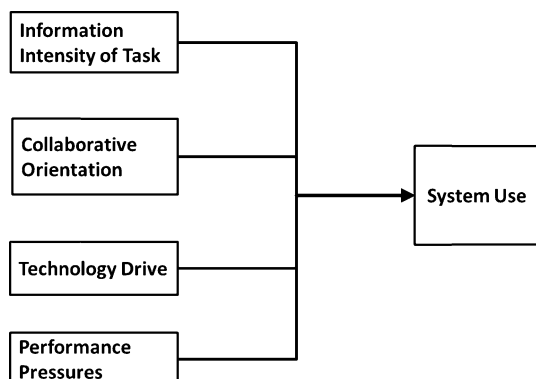 Information
Intensity of Task
Collaborative
Orientation
System Use
Technology Drive
Performance
Pressures